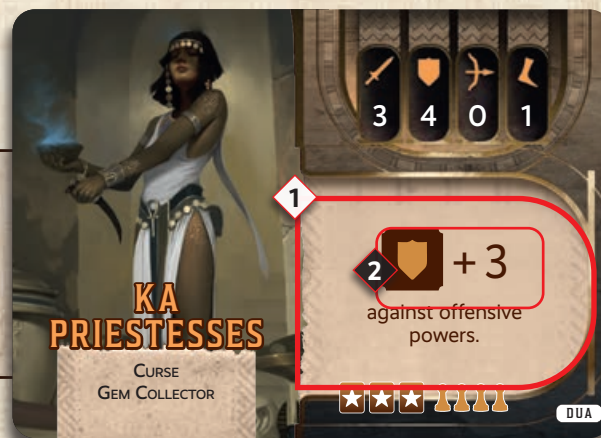 3 4 0 1
1
2
+ 3
against offensive
powers.
KA
PRIESTESSES
CURSE
GEM COLLECTOR
DUA